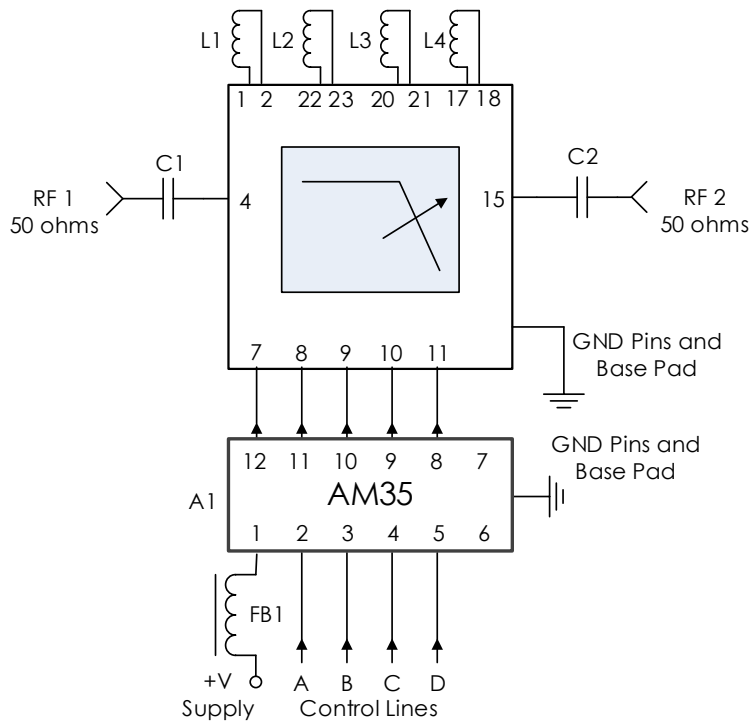 L1 L2 L3 L4
1 2 22 23 20 21 17 18
C1 C2
RF 1
50 ohms
4 15
RF 2
50 ohms
7 8 9 10 11
GND Pins and
Base Pad
12 11 10 9 8 7
GND Pins and
Base Pad
A1 AM35
1 2 3 4 5 6
FB1
+V A B C D
Supply Control Lines